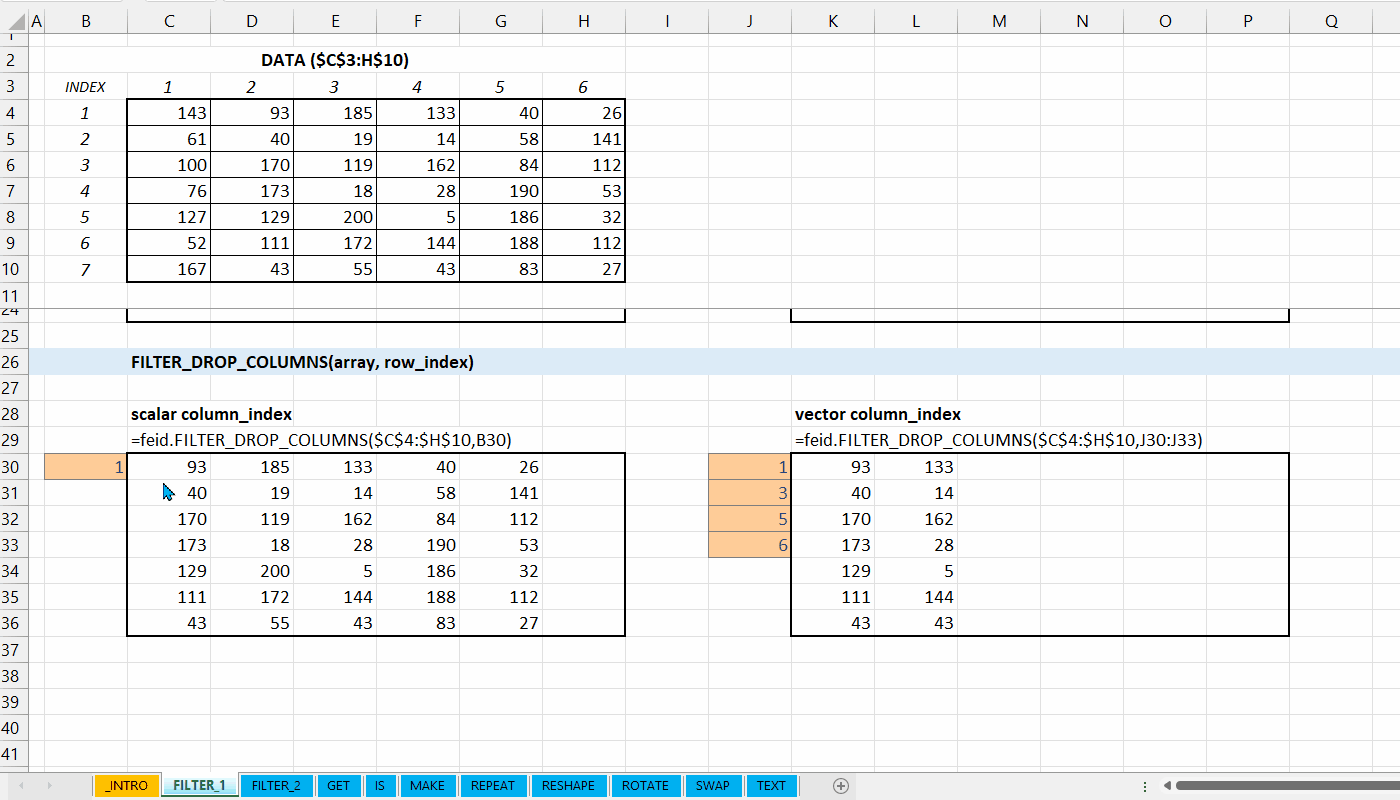 A B C D E F G H I J K L M N O P Q
1
2 DATA ($C$3:H$10)
3 INDEX 1 2 3 4 5 6
4 1 143 93 185 133 40 26
5 2 61 40 19 14 58 141
6 3 100 170 119 162 84 112
7 4 76 173 18 28 190 53
8 5 127 129 200 5 186 32
9 6 52 111 172 144 188 112
10 7 167 43 55 43 83 27
11
24
25
26 FILTER_DROP_COLUMNS(array, row_index)
27
28 scalar column_index vector column_index
29 =feid.FILTER_DROP_COLUMNS($C$4:$H$10,B30) =feid.FILTER_DROP_COLUMNS($C$4:$H$10,J30:J33)
30 1 93 185 133 40 26 1 93 133
31 40 19 14 58 141 3 40 14
32 170 119 162 84 112 5 170 162
33 173 18 28 190 53 6 173 28
34 129 200 5 186 32 129 5
35 111 172 144 188 112 111 144
36 43 55 43 83 27 43 43
37
38
39
40
41
_INTRO FILTER_1 FILTER_2 GET IS MAKE REPEAT RESHAPE ROTATE SWAP TEXT